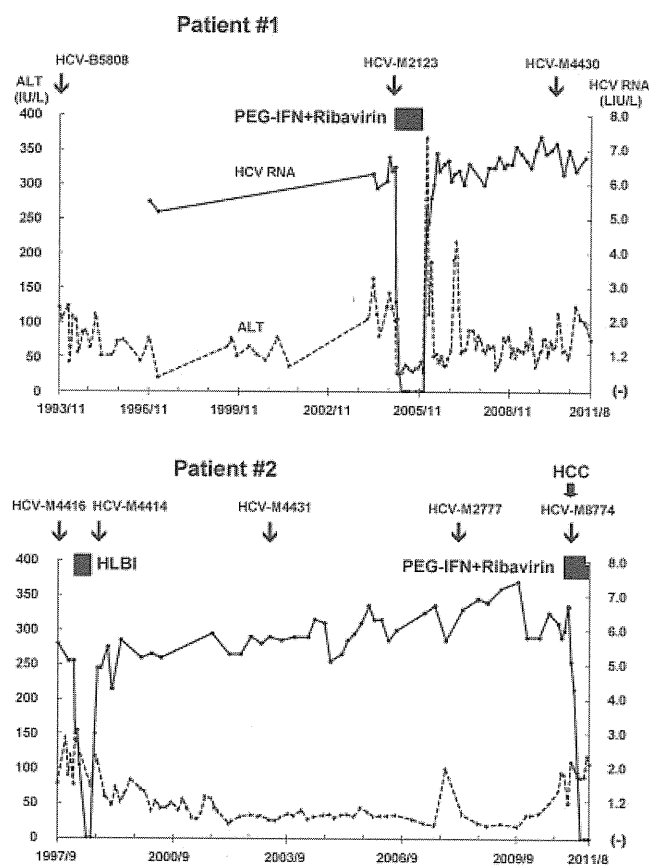 Patient #1
HCV-B5808 HCV-M2123 HCV-M4430
ALT (IU/L) HCV RNA (LIU/L)
PEG-IFN+Ribavirin
400 350 300 250 200 150 100 50 0
8.0 7.0 6.0 5.0 4.0 3.0 2.0 1.2 (-)
HCV RNA
ALT
1993/11 1996/11 1999/11 2002/11 2005/11 2008/11 2011/8
Patient #2
HCC
HCV-M4416 HCV-M4414 HCV-M4431 HCV-M2777 HCV-M8774
HLBI PEG-IFN+Ribavirin
400 350 300 250 200 150 100 50 0
8.0 7.0 6.0 5.0 4.0 3.0 2.0 1.2 (-)
1997/9 2000/9 2003/9 2006/9 2009/9 2011/8